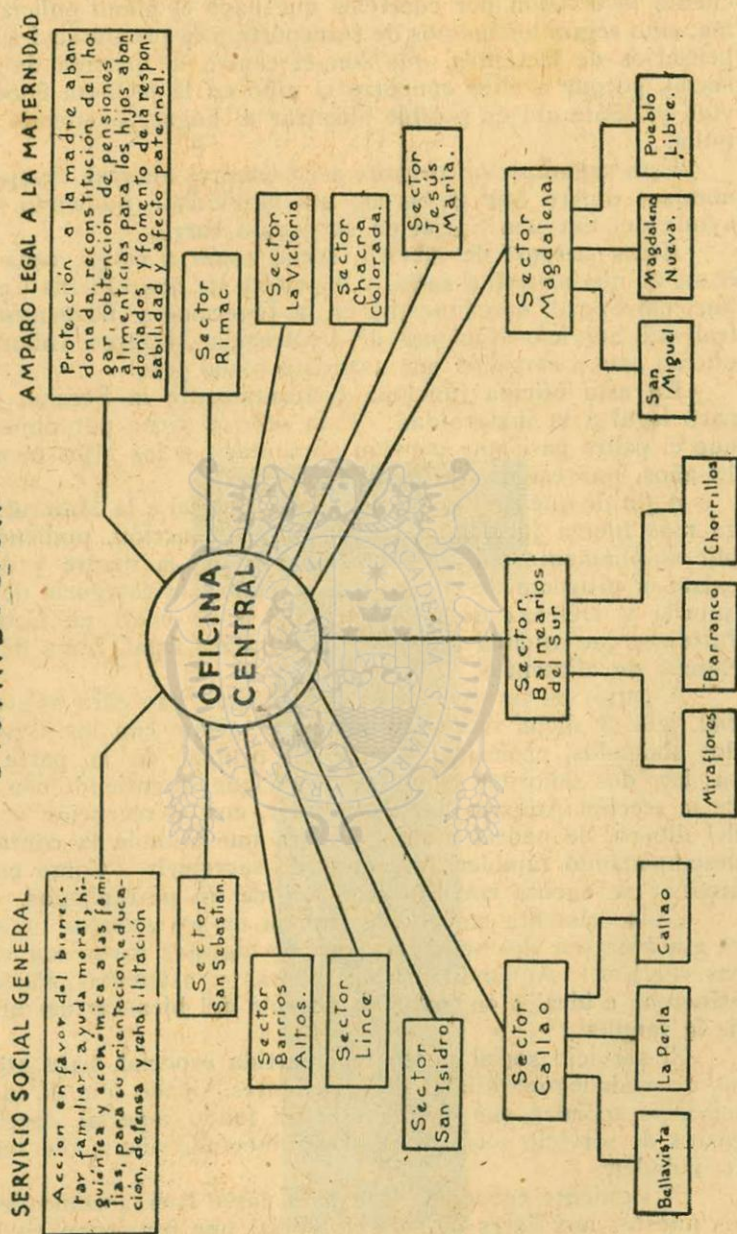 SERVICIO SOCIAL GENERAL
Accion en favor del bienes-
tar familiar: ayuda moral, hi-
guiénica y económica a las fami
lias, para su orientacion, educa-
ción, defensa y rehabilitación
AMPARO LEGAL A LA MATERNIDAD
Protección a la madre aban-
donada, reconstitución del ho-
gar, obtención de pensiones
alimenticias para los hijos aban
donados y fomento de la respon-
sabilidad y afecto paternal.
OFICINA
CENTRAL
Sector
San Sebastian.
Sector
Barrios
Altos.
Sector
Lince
Sector
San Isidro
Sector
Rimac
Sector
La Victoria
Sector
Chacra
Colorada.
Sector
Jesús
Maria.
Sector
Callao
Bellavista
La Perla
Callao
Sector
Balnearios
del Sur
Miraflores
Barranco
Chorrillos
Sector
Magdalena.
San
Miguel
Magdalena
Nueva.
Pueblo
Libre.